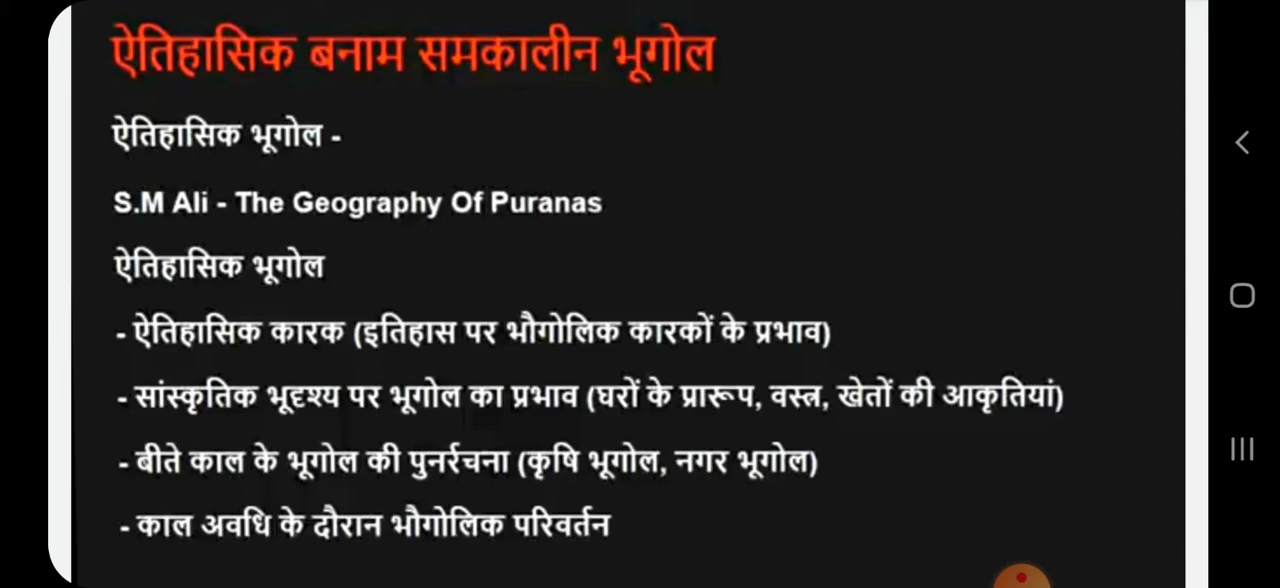 ऐतिहासिक बनाम समकालीन भूगोल
ऐतिहासिक भूगोल -
S.M Ali - The Geography Of Puranas
ऐतिहासिक भूगोल
- ऐतिहासिक कारक (इतिहास पर भौगोलिक कारकों के प्रभाव)
- सांस्कृतिक भूदृश्य पर भूगोल का प्रभाव (घरों के प्रारूप, वस्त्र, खेतों की आकृतियां)
- बीते काल के भूगोल की पुनर्रचना (कृषि भूगोल, नगर भूगोल)
- काल अवधि के दौरान भौगोलिक परिवर्तन